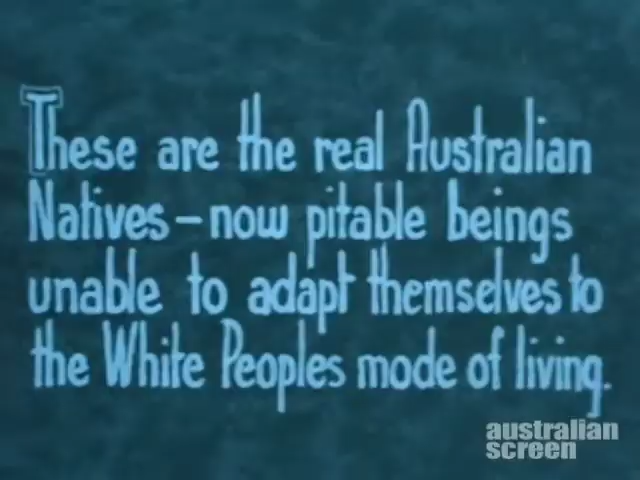 These are the real Australian
Natives – now pitable beings
unable to adapt themselves to
the White Peoples mode of living.
australian
screen